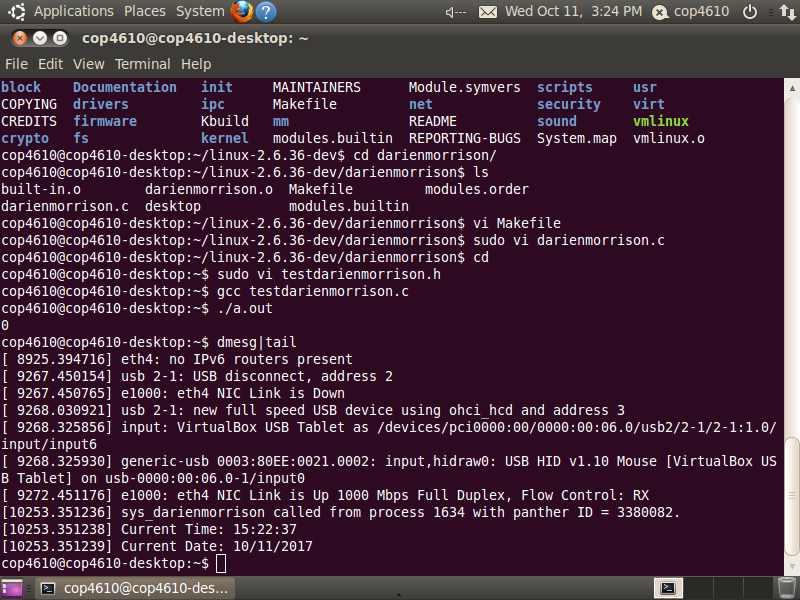 Applications Places System ? Wed Oct 11, 3:24 PM cop4610
cop4610@cop4610-desktop: ~
File Edit View Terminal Help
block Documentation init MAINTAINERS Module.symvers scripts usr
COPYING drivers ipc Makefile net security virt
CREDITS firmware Kbuild mm README sound vmlinux
crypto fs kernel modules.builtin REPORTING-BUGS System.map vmlinux.o
cop4610@cop4610-desktop:~/linux-2.6.36-dev$ cd darienmorrison/
cop4610@cop4610-desktop:~/linux-2.6.36-dev/darienmorrison$ ls
built-in.o darienmorrison.o Makefile modules.order
darienmorrison.c desktop modules.builtin
cop4610@cop4610-desktop:~/linux-2.6.36-dev/darienmorrison$ vi Makefile
cop4610@cop4610-desktop:~/linux-2.6.36-dev/darienmorrison$ sudo vi darienmorrison.c
cop4610@cop4610-desktop:~/linux-2.6.36-dev/darienmorrison$ cd
cop4610@cop4610-desktop:~$ sudo vi testdarienmorrison.h
cop4610@cop4610-desktop:~$ gcc testdarienmorrison.c
cop4610@cop4610-desktop:~$ ./a.out
0
cop4610@cop4610-desktop:~$ dmesg|tail
[ 8925.394716] eth4: no IPv6 routers present
[ 9267.450154] usb 2-1: USB disconnect, address 2
[ 9267.450765] e1000: eth4 NIC Link is Down
[ 9268.030921] usb 2-1: new full speed USB device using ohci_hcd and address 3
[ 9268.325856] input: VirtualBox USB Tablet as /devices/pci0000:00/0000:00:06.0/usb2/2-1/2-1:1.0/
input/input6
[ 9268.325930] generic-usb 0003:80EE:0021.0002: input,hidraw0: USB HID v1.10 Mouse [VirtualBox US
B Tablet] on usb-0000:00:06.0-1/input0
[ 9272.451176] e1000: eth4 NIC Link is Up 1000 Mbps Full Duplex, Flow Control: RX
[10253.351236] sys_darienmorrison called from process 1634 with panther ID = 3380082.
[10253.351238] Current Time: 15:22:37
[10253.351239] Current Date: 10/11/2017
cop4610@cop4610-desktop:~$
cop4610@cop4610-des...